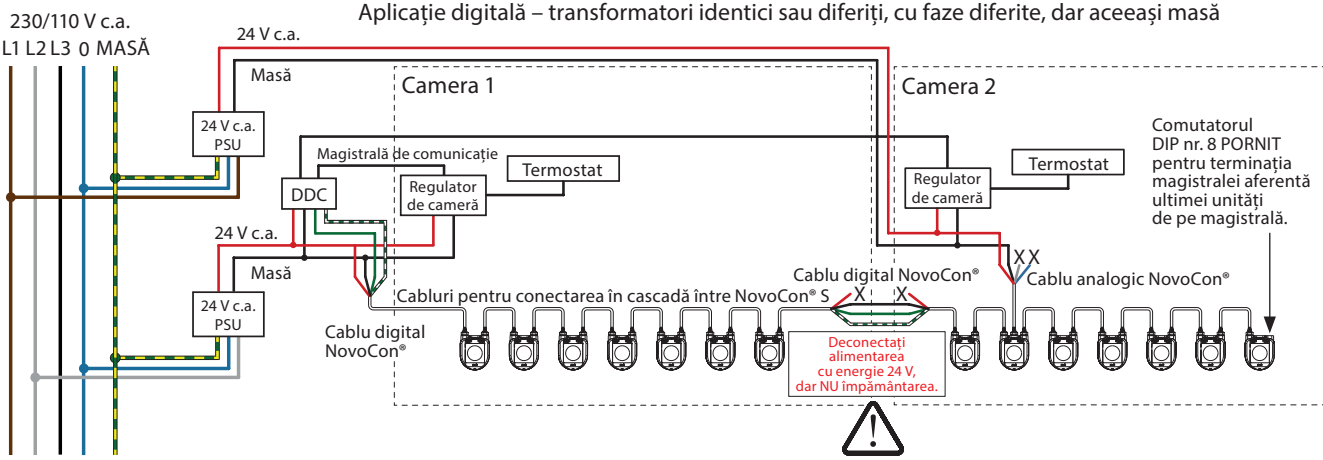 Aplicație digitală – transformatori identici sau diferiți, cu faze diferite, dar aceeași masă
230/110 V c.a.
L1 L2 L3 0 MASĂ
24 V c.a.
Masă
24 V c.a.
PSU
Camera 1
Camera 2
Magistrală de comunicație
Termostat
DDC
Regulator
de cameră
Regulator
de cameră
Termostat
Comutatorul
DIP nr. 8 PORNIT
pentru terminația
magistralei aferentă
ultimei unități
de pe magistrală.
24 V c.a.
Masă
24 V c.a.
PSU
Cablu digital
NovoCon®
Cabluri pentru conectarea în cascadă între NovoCon® S
Cablu digital NovoCon®
X X
X X
Cablu analogic NovoCon®
Deconectați
alimentarea
cu energie 24 V,
dar NU împământarea.
!